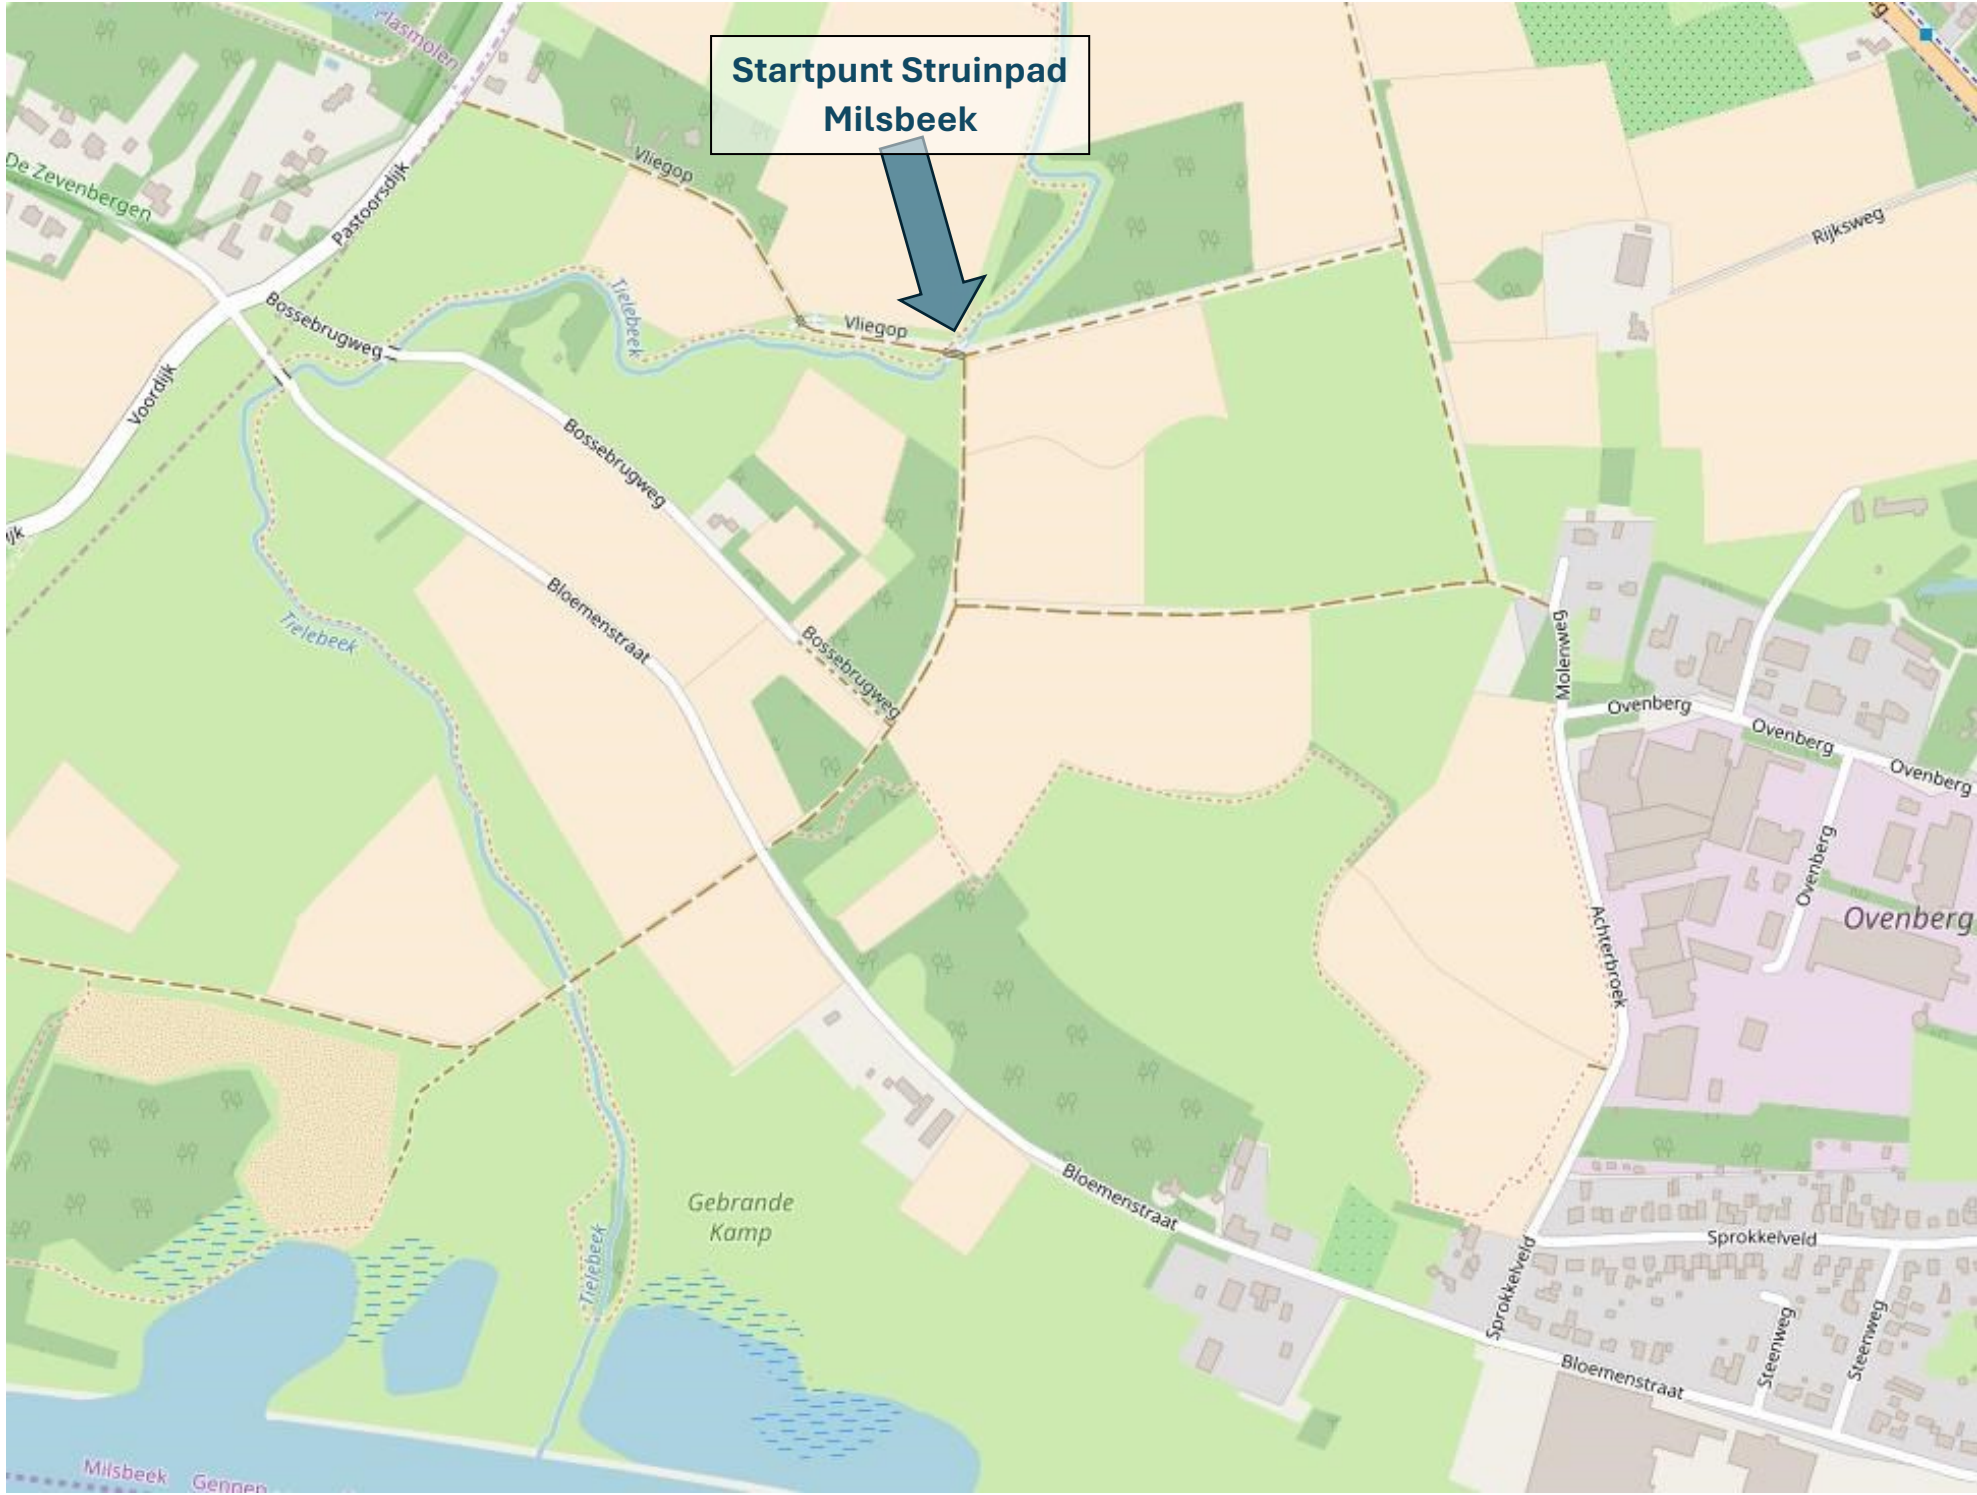 Plasmolen
Startpunt Struinpad
Milsbeek
De Zevenbergen
Pastoorsdijk
Vliegop
Rijksweg
Bossebrugweg
Tielebeek
Vliegop
Voordijk
Bossebrugweg
Bloemenstraat
Tielebeek
Bossebrugweg
Molenweg
Ovenberg
Ovenberg
Ovenberg
Ovenberg
Ovenberg
Achterbroek
Gebrande
Kamp
Bloemenstraat
Tielebeek
Sprokkelveld
Sprokkelveld
Steenweg
Steenweg
Bloemenstraat
Milsbeek
Gennep